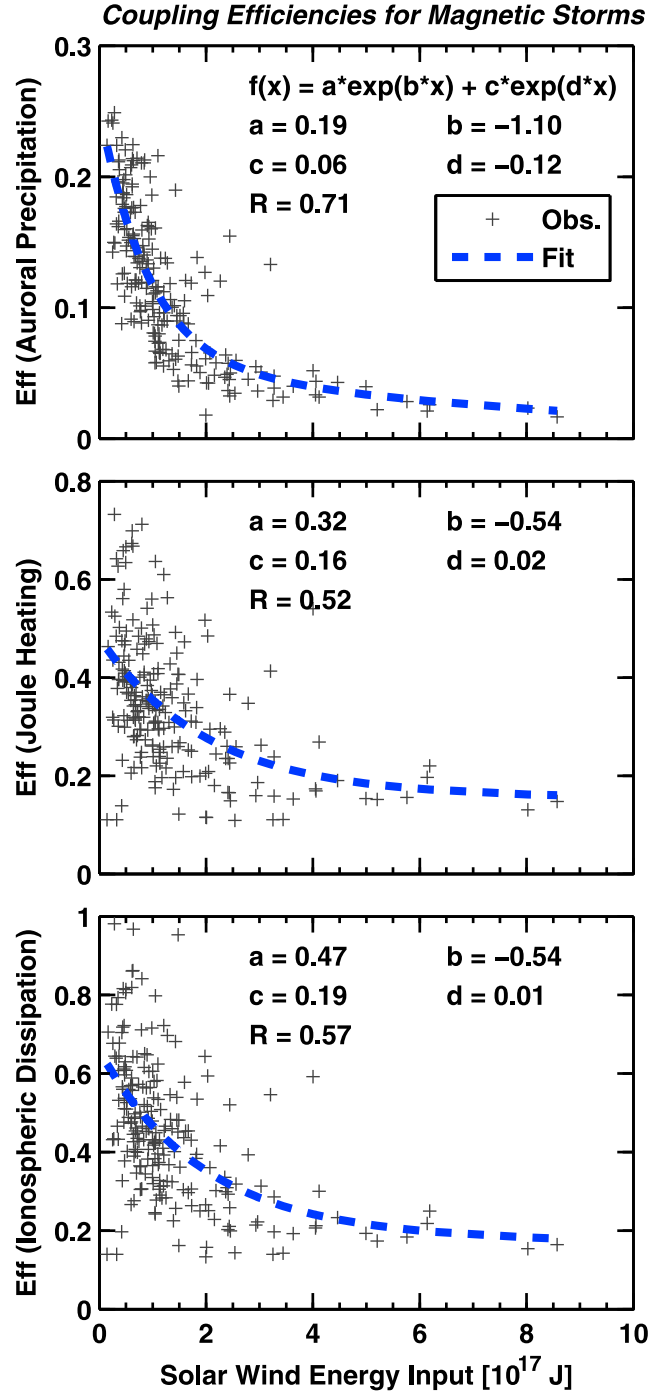 Coupling Efficiencies for Magnetic Storms
0.3
0.2
0.1
0
Eff (Auroral Precipitation)
f(x) = a*exp(b*x) + c*exp(d*x)
a = 0.19 b = −1.10
c = 0.06 d = −0.12
R = 0.71
Obs.
Fit
0.8
0.6
0.4
0.2
0
Eff (Joule Heating)
a = 0.32 b = −0.54
c = 0.16 d = 0.02
R = 0.52
1
0.8
0.6
0.4
0.2
0
Eff (Ionospheric Dissipation)
a = 0.47 b = −0.54
c = 0.19 d = 0.01
R = 0.57
0 2 4 6 8 10
Solar Wind Energy Input [10¹⁷ J]